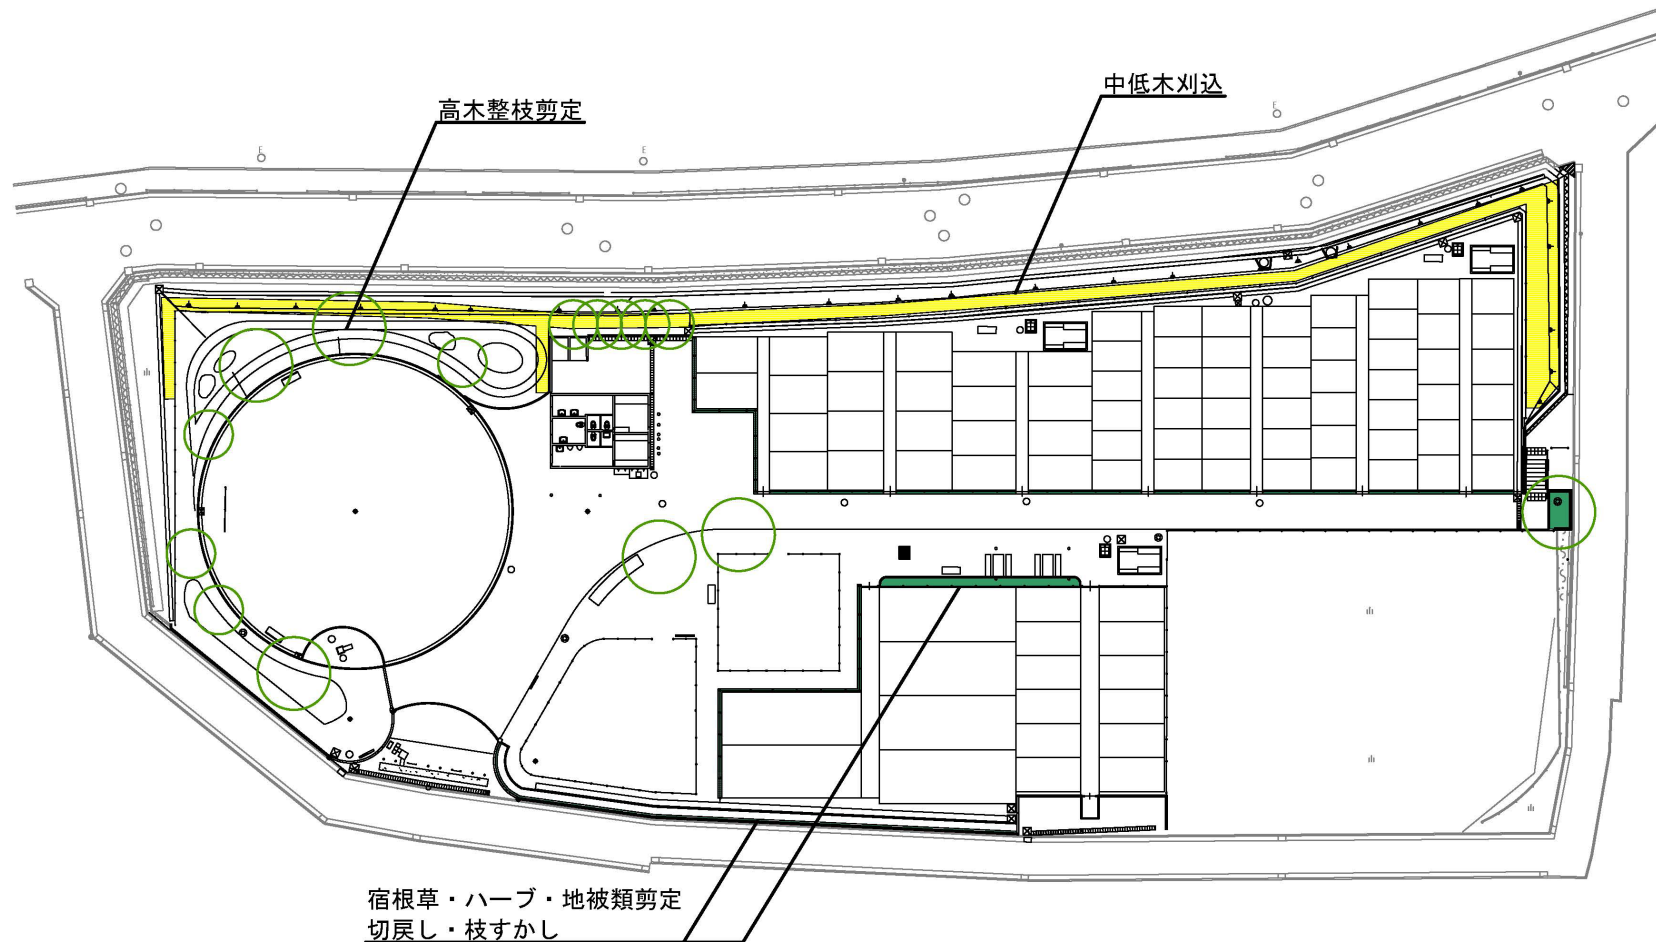 高木整枝剪定
中低木刈込
E
E
E
宿根草・ハーブ・地被類剪定
切戻し・枝すかし